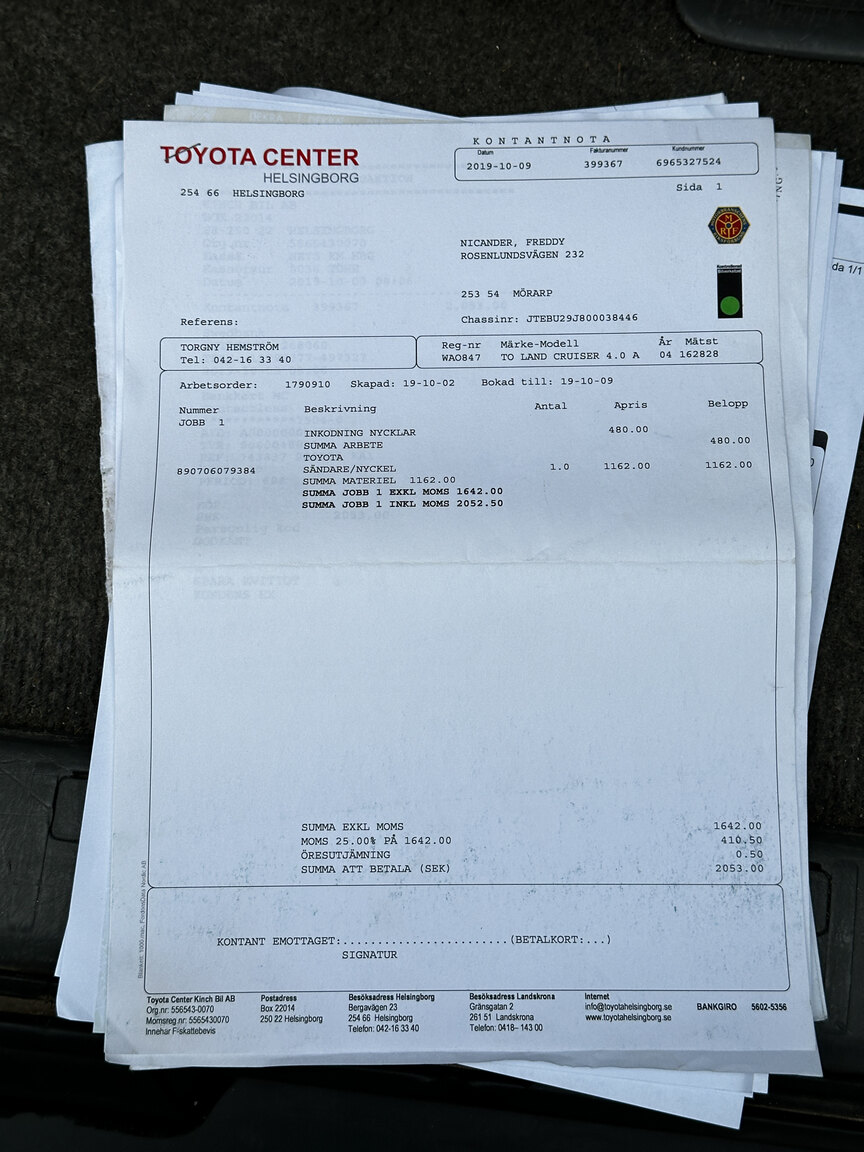 KONTANTNOTA
TOYOTA CENTER
HELSINGBORG
254 66 HELSINGBORG
Datum Fakturanummer Kundnummer
2019-10-09 399367 6965327524
Sida 1
da 1/1
MRF
NICANDER, FREDDY
ROSENLUNDSVÄGEN 232
253 54 MÖRARP
Referens:
Chassinr: JTEBU29J800038446
TORGNY HEMSTRÖM
Tel: 042-16 33 40
Reg-nr Märke-Modell År Mätst
WAO847 TO LAND CRUISER 4.0 A 04 162828
Arbetsorder: 1790910 Skapad: 19-10-02 Bokad till: 19-10-09
Nummer Beskrivning Antal Apris Belopp
JOBB 1
INKODNING NYCKLAR 480.00
SUMMA ARBETE 480.00
TOYOTA
890706079384 SÄNDARE/NYCKEL 1.0 1162.00 1162.00
SUMMA MATERIEL 1162.00
SUMMA JOBB 1 EXKL MOMS 1642.00
SUMMA JOBB 1 INKL MOMS 2052.50
SUMMA EXKL MOMS 1642.00
MOMS 25.00% PÅ 1642.00 410.50
ÖRESUTJÄMNING 0.50
SUMMA ATT BETALA (SEK) 2053.00
KONTANT EMOTTAGET:........................(BETALKORT:...)
SIGNATUR
Toyota Center Kinch Bil AB
Org.nr: 556543-0070
Momsreg.nr: 5565430070
Innehar F/skattebevis
Postadress
Box 22014
250 22 Helsingborg
Besöksadress Helsingborg
Bergavägen 23
254 66 Helsingborg
Telefon: 042-16 33 40
Besöksadress Landskrona
Gränsgatan 2
261 51 Landskrona
Telefon: 0418– 143 00
Internet
info@toyotahelsingborg.se
www.toyotahelsingborg.se
BANKGIRO 5602-5356